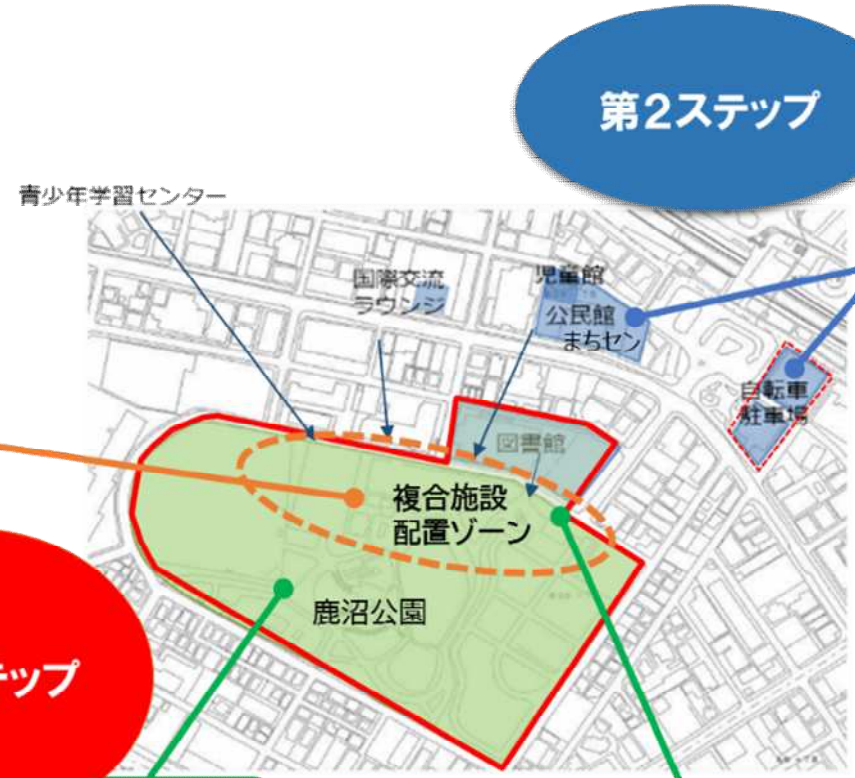 第2ステップ
青少年学習センター
国際交流
ラウンジ
児童館
公民館
まちセン
自転車
駐車場
図書館
複合施設
配置ゾーン
鹿沼公園
テップ